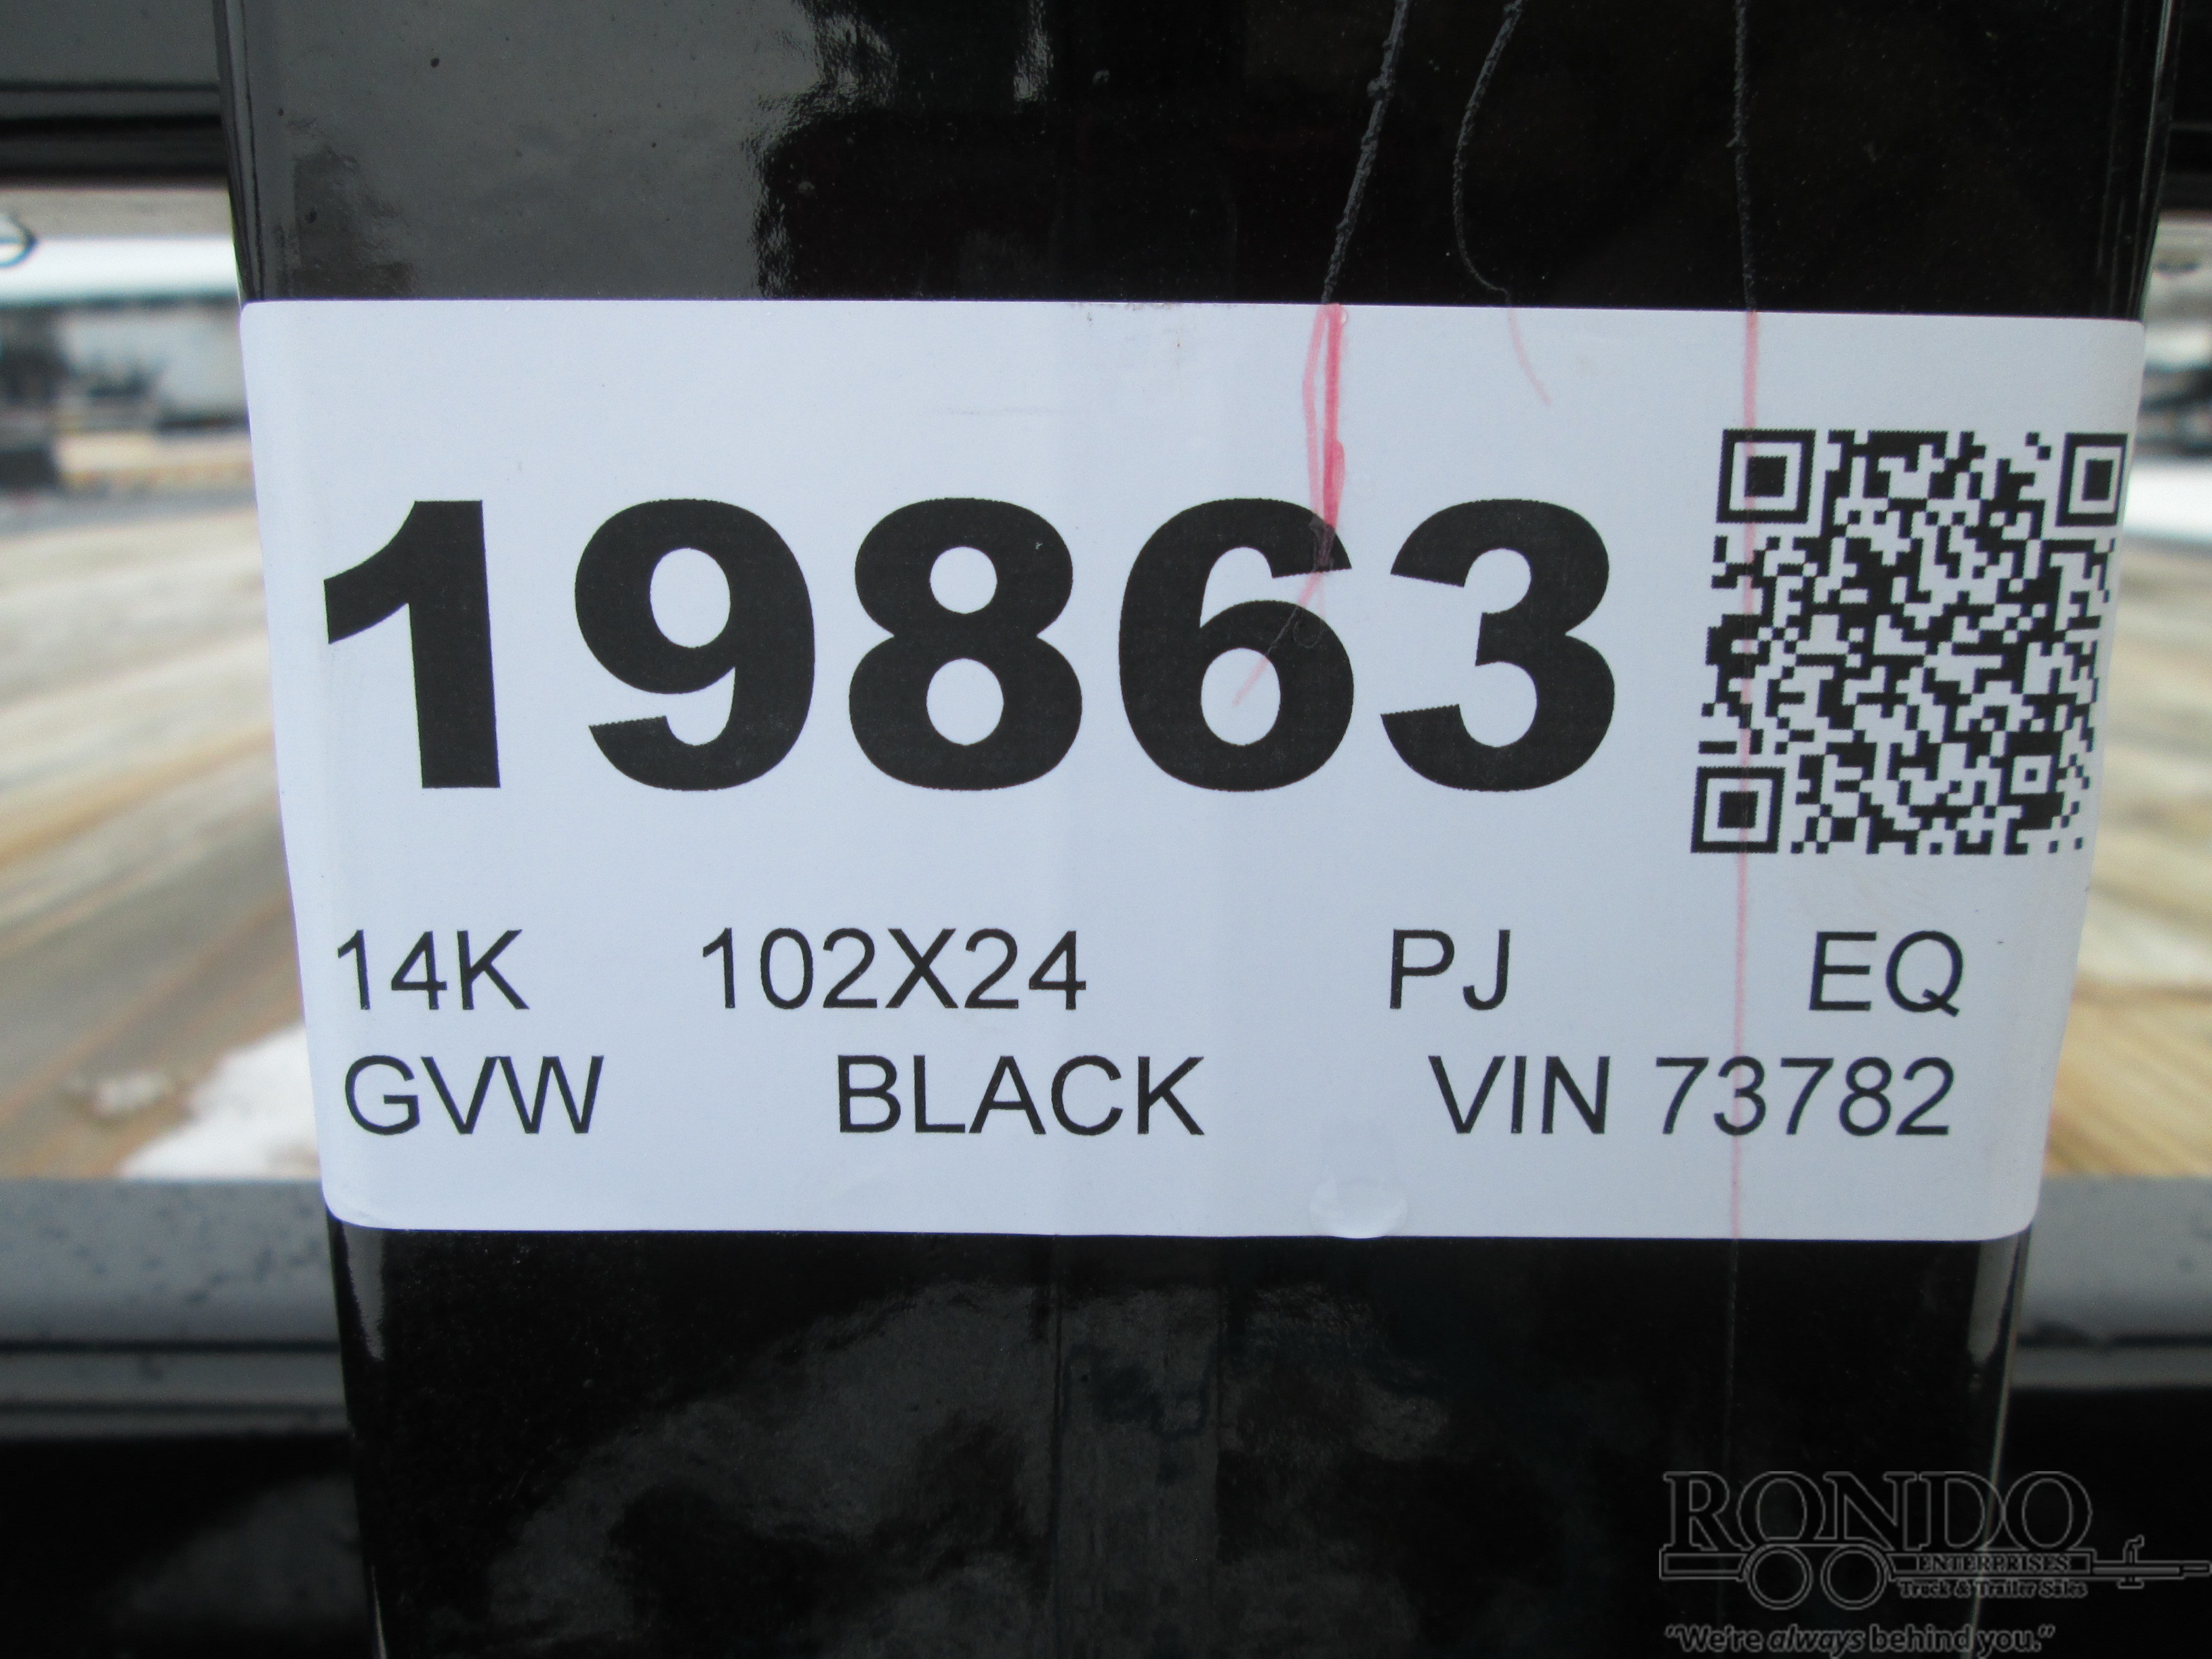 19863
14K 102X24 PJ EQ
GVW BLACK VIN 73782
RONDO
ENTERPRISES
Truck & Trailer Sales
"We're always behind you."